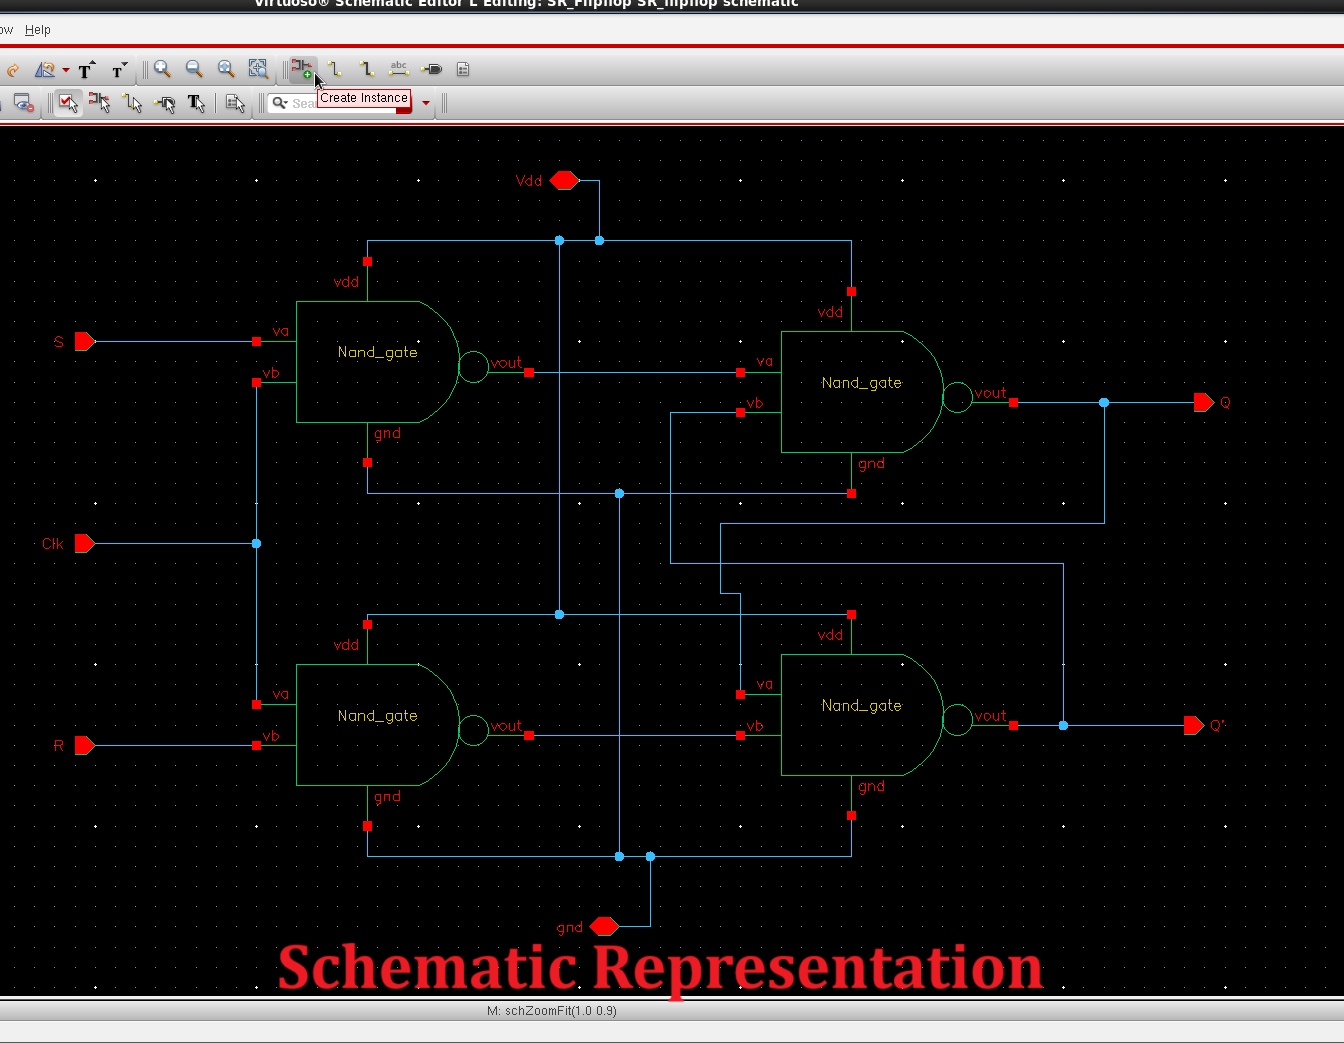 Virtuoso® Schematic Editor L Editing: SR_Flipflop SR_flipflop schematic
Help
abc
Create Instance
Vdd
vdd
vdd
S
va
Nand_gate
vb
vout
va
Nand_gate
vb
vout
Q
gnd
gnd
Clk
vdd
vdd
va
Nand_gate
vb
vout
va
Nand_gate
vb
vout
Q'
R
gnd
gnd
gnd
Schematic Representation
M: schZoomFit(1.0 0.9)